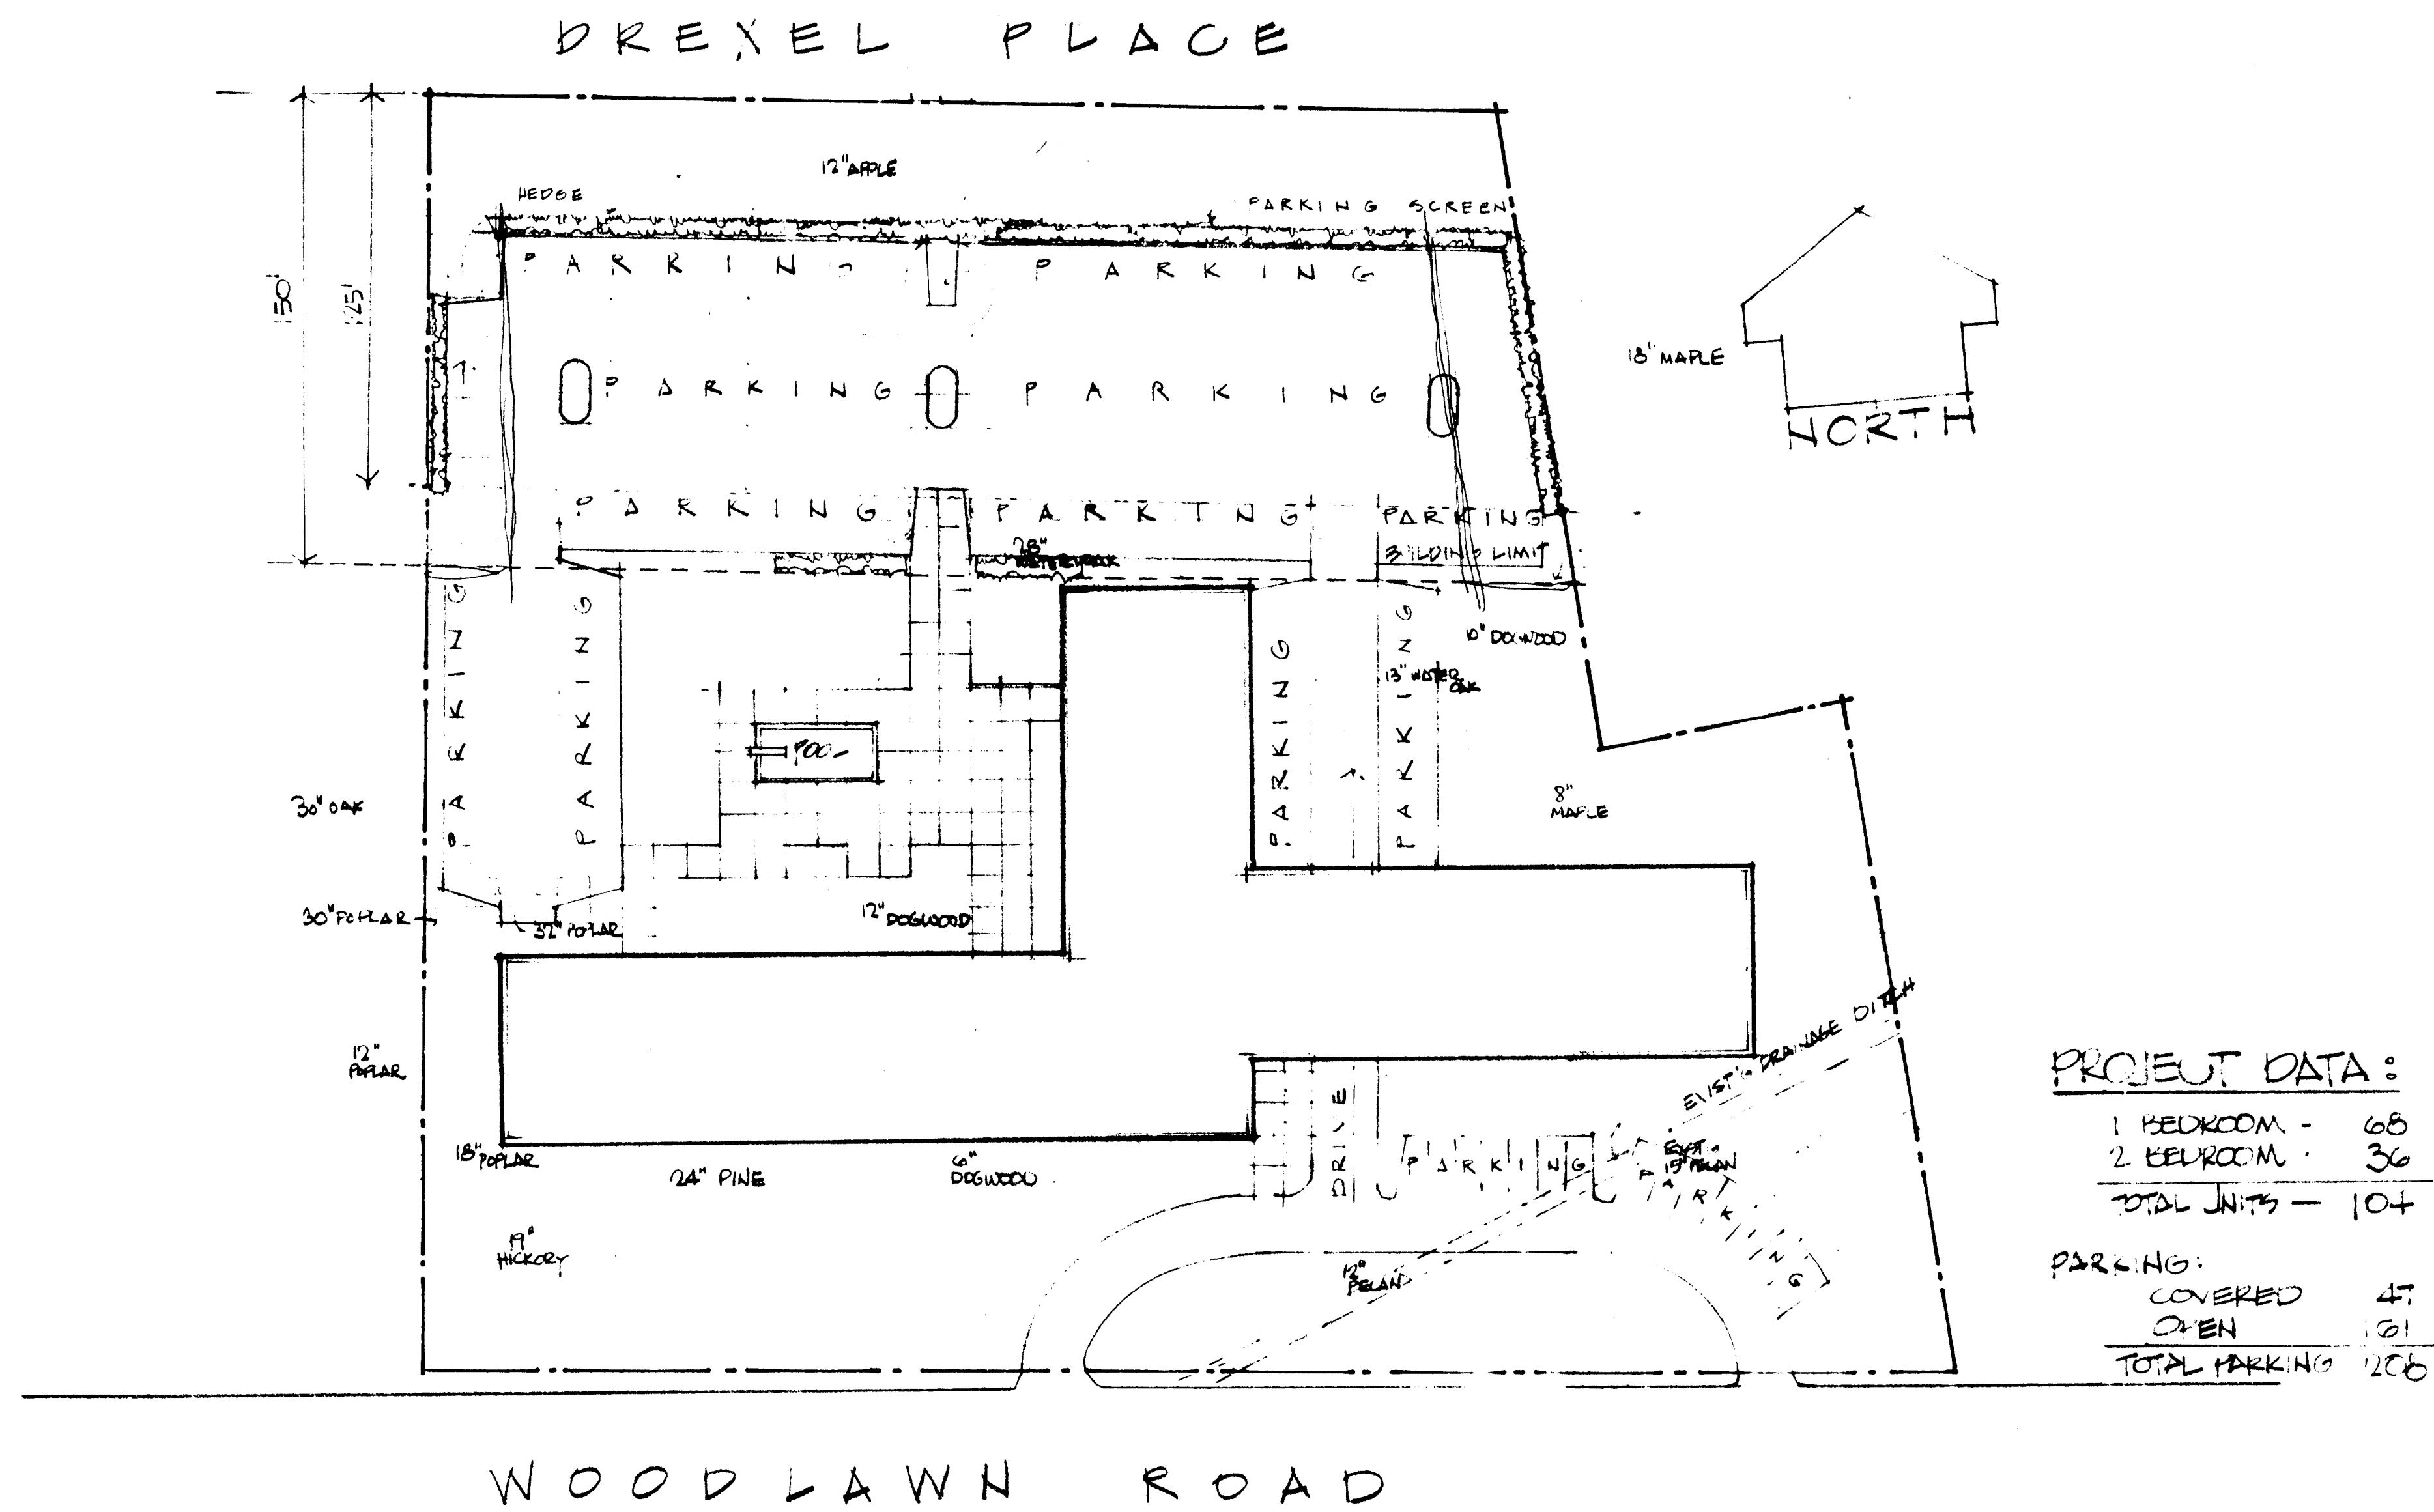 DREXEL PLACE
12" APPLE
HEDGE
PARKING SCREEN
PARKING PARKING
150'
125'
18" MAPLE
PARKING PARKING
NORTH
PARKING PARKING PARKING
28"
BUILDING LIMIT
PARKING
PARKING
PARKING
PARKING
10" DOGWOOD
13" WATER
OAK
POOL
30" OAK
8"
MAPLE
30" POPLAR
32" POPLAR
12" DOGWOOD
EXIST'G DRAINAGE DITCH
12"
POPLAR
PROJECT DATA:
1 BEDROOM - 68
2 BEDROOM - 36
TOTAL UNITS - 104
18" POPLAR
24" PINE
6"
DOGWOOD
DRIVE
PARKING
EXIST.
15" PECAN
PARKING
19"
HICKORY
12"
PECAN
PARKING:
COVERED 47
OPEN 161
TOTAL PARKING 208
WOODLAWN ROAD